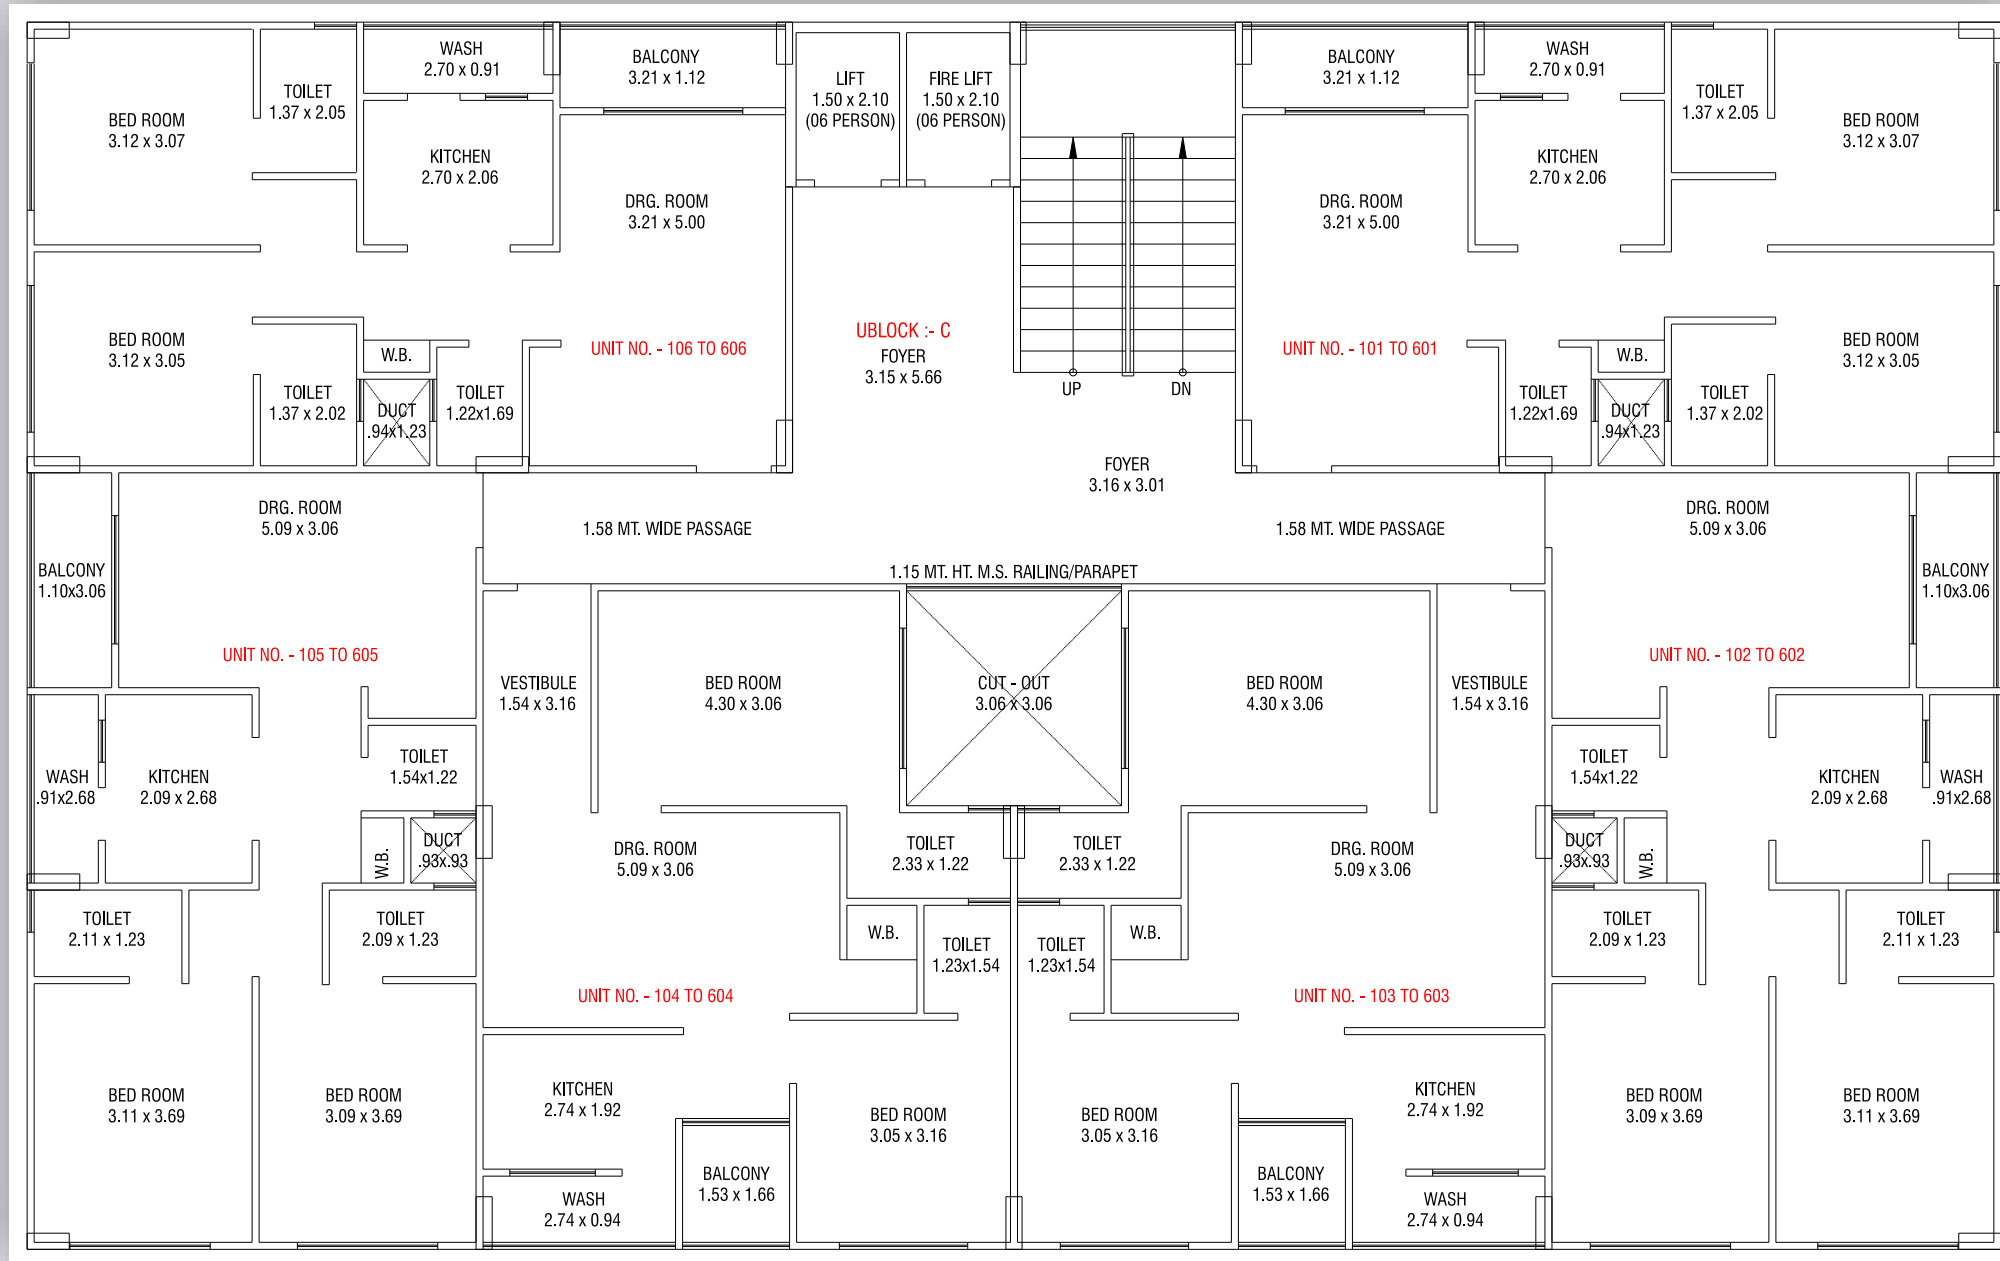 WASH
2.70 x 0.91
BALCONY
3.21 x 1.12
LIFT
1.50 x 2.10
(06 PERSON)
FIRE LIFT
1.50 x 2.10
(06 PERSON)
BALCONY
3.21 x 1.12
WASH
2.70 x 0.91
BED ROOM
3.12 x 3.07
TOILET
1.37 x 2.05
KITCHEN
2.70 x 2.06
DRG. ROOM
3.21 x 5.00
DRG. ROOM
3.21 x 5.00
KITCHEN
2.70 x 2.06
TOILET
1.37 x 2.05
BED ROOM
3.12 x 3.07
BED ROOM
3.12 x 3.05
TOILET
1.37 x 2.02
W.B.
DUCT
.94x1.23
TOILET
1.22x1.69
UNIT NO. - 106 TO 606
UBLOCK :- C
FOYER
3.15 x 5.66
UP
DN
UNIT NO. - 101 TO 601
TOILET
1.22x1.69
W.B.
DUCT
.94x1.23
TOILET
1.37 x 2.02
BED ROOM
3.12 x 3.05
FOYER
3.16 x 3.01
BALCONY
1.10x3.06
DRG. ROOM
5.09 x 3.06
1.58 MT. WIDE PASSAGE
1.58 MT. WIDE PASSAGE
1.15 MT. HT. M.S. RAILING/PARAPET
DRG. ROOM
5.09 x 3.06
BALCONY
1.10x3.06
UNIT NO. - 105 TO 605
VESTIBULE
1.54 x 3.16
BED ROOM
4.30 x 3.06
CUT - OUT
3.06 x 3.06
BED ROOM
4.30 x 3.06
VESTIBULE
1.54 x 3.16
UNIT NO. - 102 TO 602
WASH
.91x2.68
KITCHEN
2.09 x 2.68
TOILET
1.54x1.22
W.B.
DUCT
.93x.93
DRG. ROOM
5.09 x 3.06
TOILET
2.33 x 1.22
TOILET
2.33 x 1.22
DRG. ROOM
5.09 x 3.06
TOILET
1.54x1.22
DUCT
.93x.93
W.B.
KITCHEN
2.09 x 2.68
WASH
.91x2.68
TOILET
2.11 x 1.23
TOILET
2.09 x 1.23
W.B.
TOILET
1.23x1.54
TOILET
1.23x1.54
W.B.
TOILET
2.09 x 1.23
TOILET
2.11 x 1.23
UNIT NO. - 104 TO 604
UNIT NO. - 103 TO 603
BED ROOM
3.11 x 3.69
BED ROOM
3.09 x 3.69
KITCHEN
2.74 x 1.92
BED ROOM
3.05 x 3.16
BED ROOM
3.05 x 3.16
KITCHEN
2.74 x 1.92
BED ROOM
3.09 x 3.69
BED ROOM
3.11 x 3.69
WASH
2.74 x 0.94
BALCONY
1.53 x 1.66
BALCONY
1.53 x 1.66
WASH
2.74 x 0.94